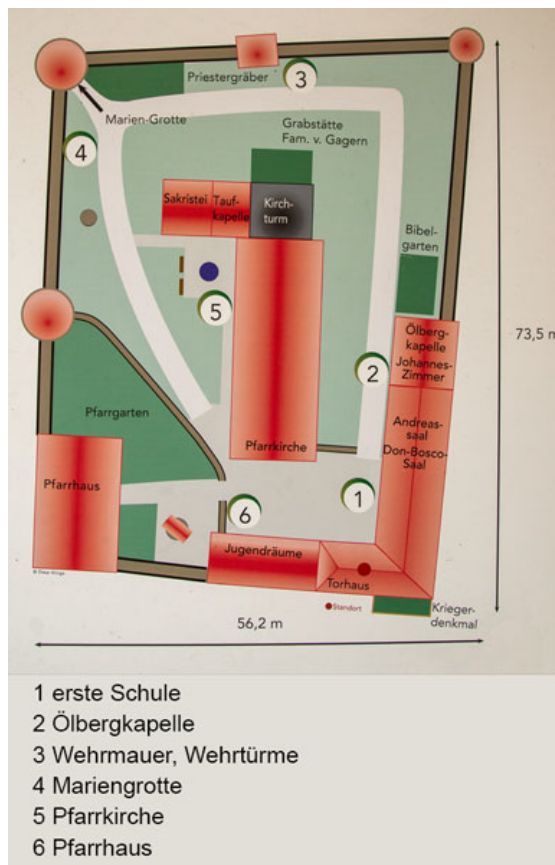 Priestergräber
3
Marien-Grotte
4
Grabstätte
Fam. v. Gagern
Sakristei
Tauf-
kapelle
Kirch-
turm
Bibel-
garten
5
Ölberg-
kapelle
Johannes-
Zimmer
73,5 m
2
Pfarrgarten
Andreas-
saal
Don-Bosco-
Saal
Pfarrkirche
Pfarrhaus
1
6
Jugendräume
Torhaus
Standort
Krieger-
denkmal
56,2 m
1 erste Schule
2 Ölbergkapelle
3 Wehrmauer, Wehrtürme
4 Mariengrotte
5 Pfarrkirche
6 Pfarrhaus